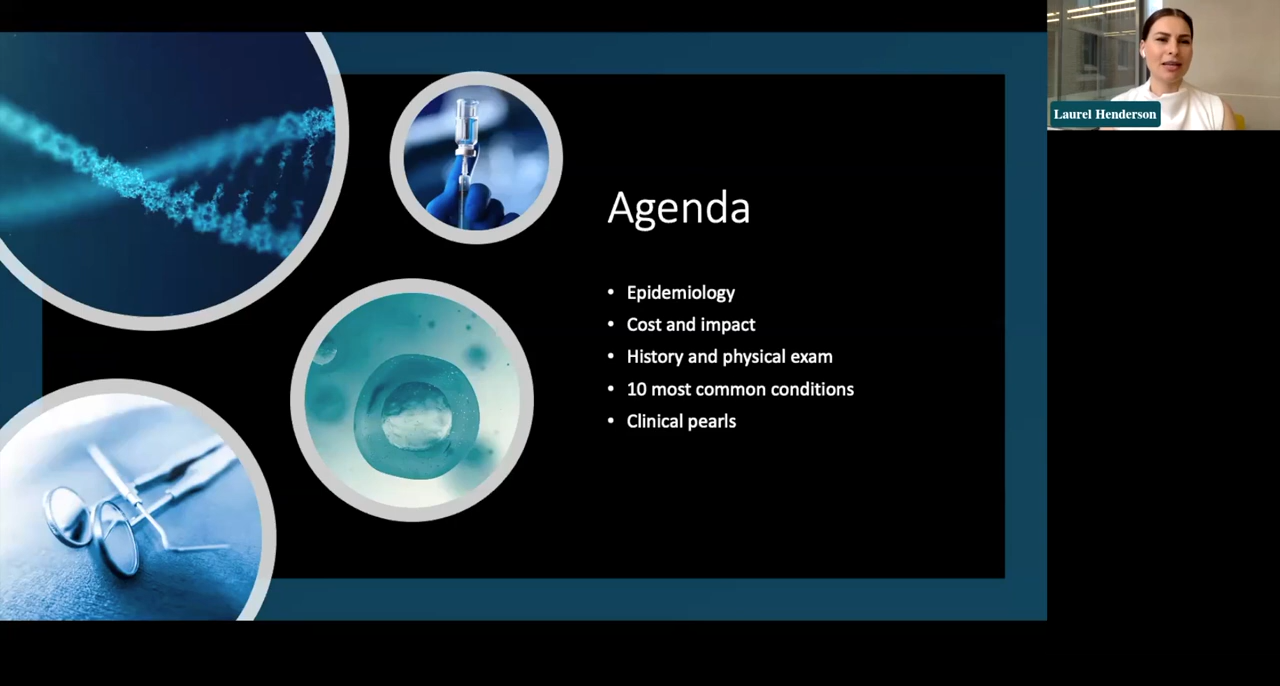 Agenda
• Epidemiology
• Cost and impact
• History and physical exam
• 10 most common conditions
• Clinical pearls
Laurel Henderson